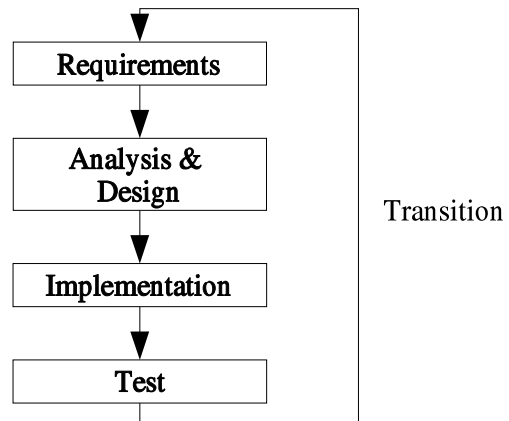 Requirements
Analysis &
Design
Transition
Implementation
Test